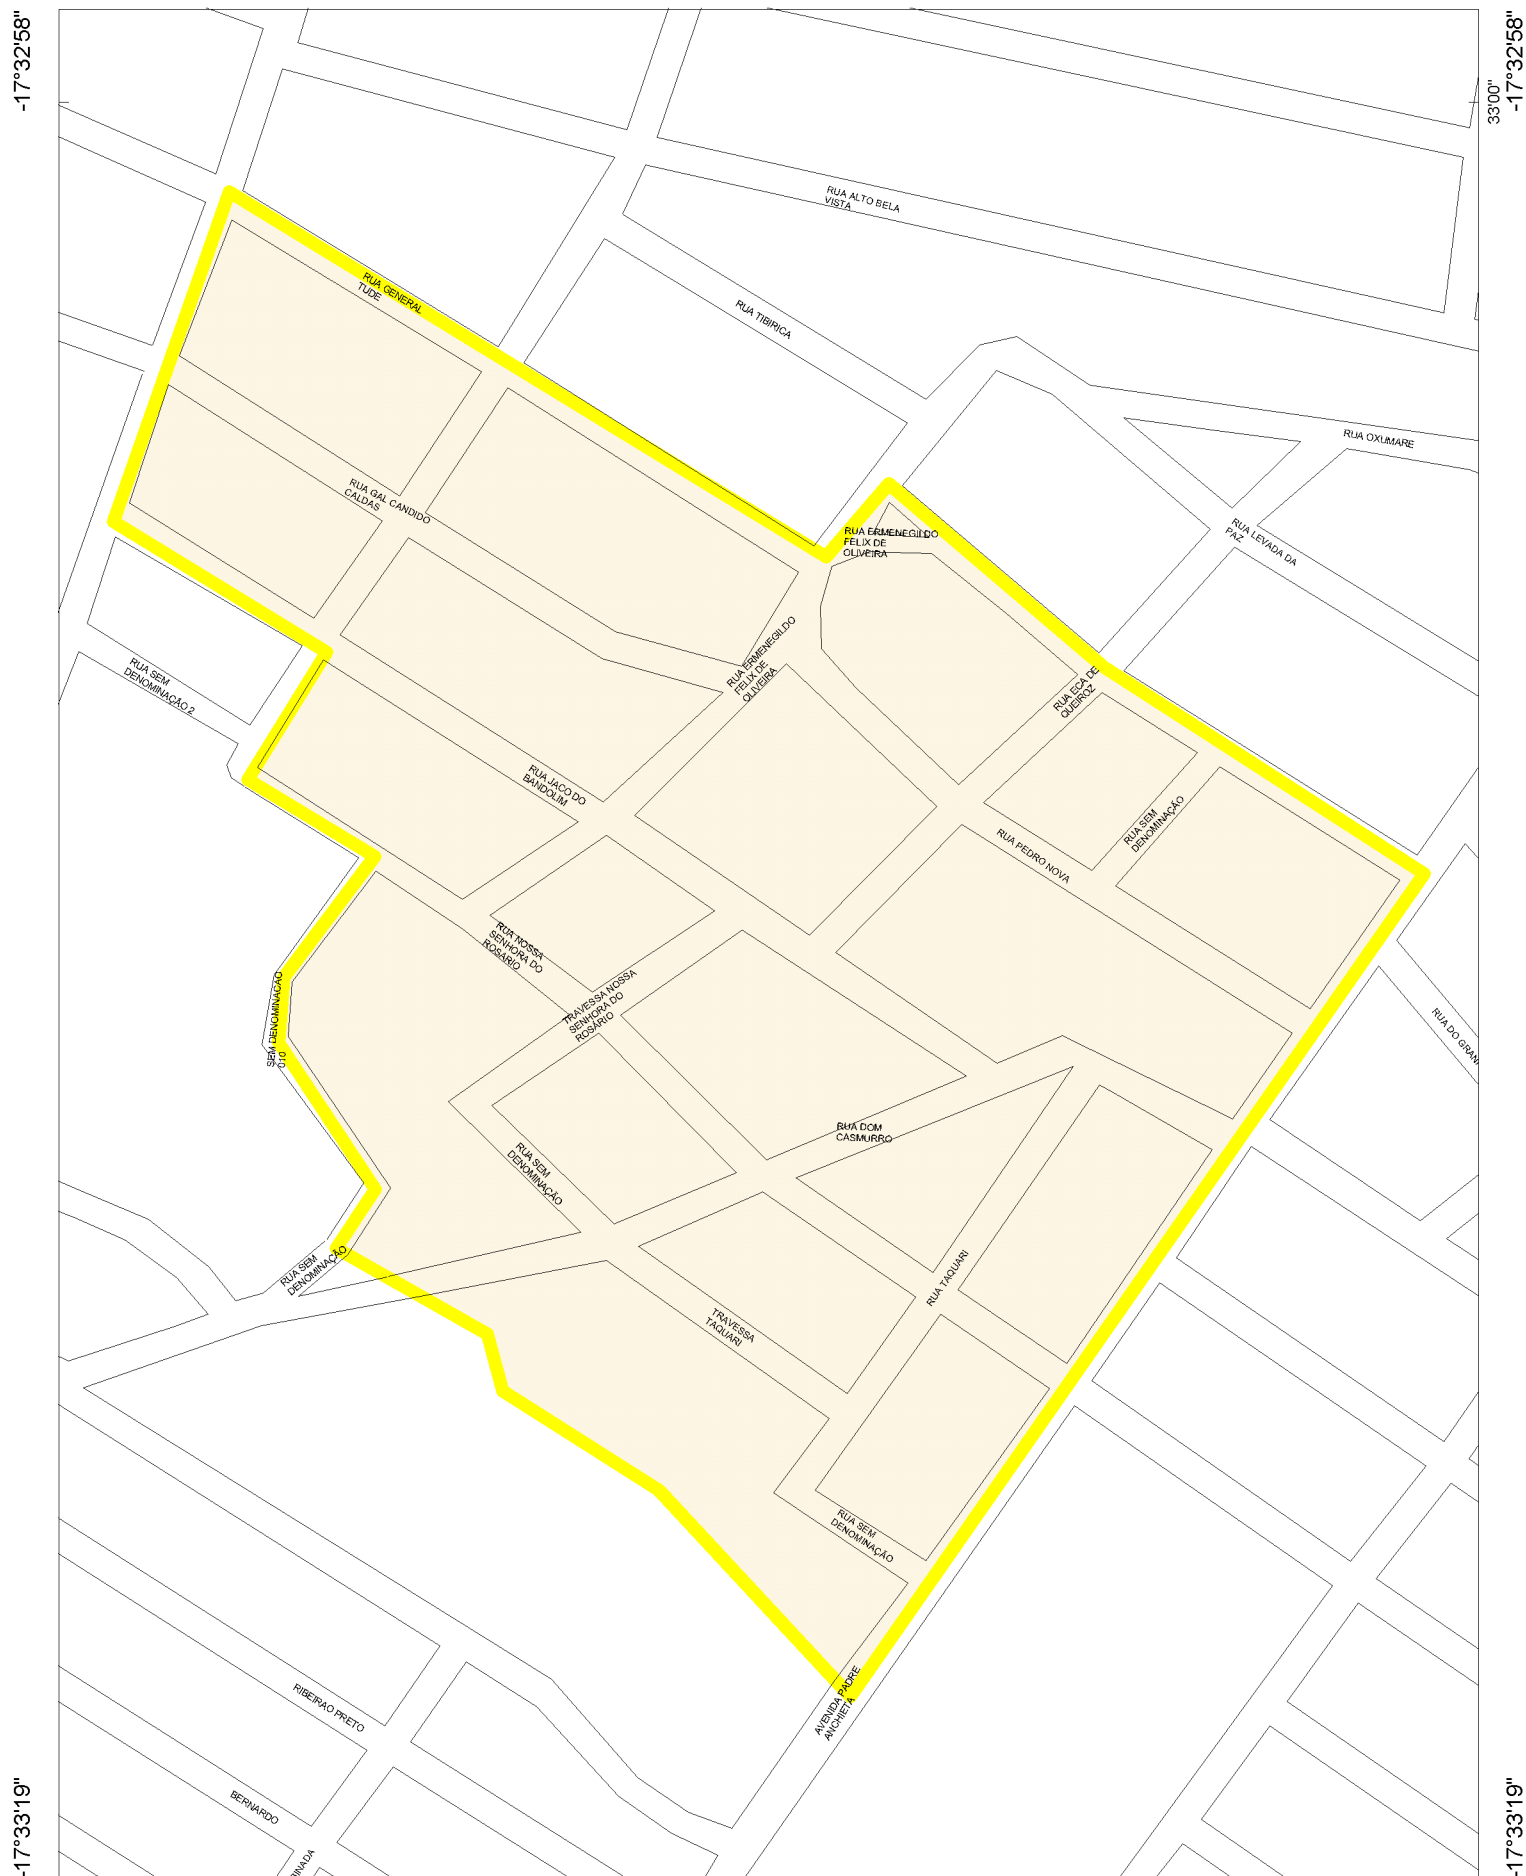 -17°32'58"
-17°32'58"
33'00"
RUA ALTO BELA
VISTA
RUA GENERAL
TUDE
RUA TIBIRICA
RUA OXUMARE
RUA GAL CANDIDO
CALDAS
RUA ERMENEGILDO
FELIX DE
OLIVEIRA
RUA LEVADA DA
PAZ
RUA ERMENEGILDO
FELIX DE
OLIVEIRA
RUA SEM
DENOMINAÇÃO 2
RUA ECA DE
QUEIROZ
RUA JACO DO
BANDOLIM
RUA SEM
DENOMINAÇÃO
RUA PEDRO NOVA
RUA NOSSA
SENHORA DO
ROSARIO
TRAVESSA NOSSA
SENHORA DO
ROSARIO
SEM DENOMINACAO
010
RUA DO GRAN
RUA DOM
CASMURRO
RUA SEM
DENOMINAÇÃO
RUA SEM
DENOMINAÇÃO
RUA TAQUARI
TRAVESSA
TAQUARI
RUA SEM
DENOMINAÇÃO
AVENIDA PADRE
ANCHIETA
RIBEIRAO PRETO
BERNARDO
INADA
-17°33'19"
-17°33'19"